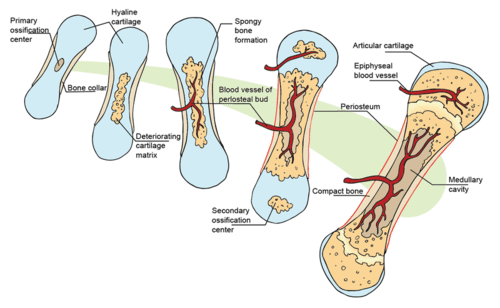 Primary
ossification
center
Hyaline
cartilage
Bone collar
Deteriorating
cartilage
matrix
Spongy
bone
formation
Blood vessel of
periosteal bud
Secondary
ossification
center
Articular cartilage
Epiphyseal
blood vessel
Periosteum
Compact bone
Medullary
cavity